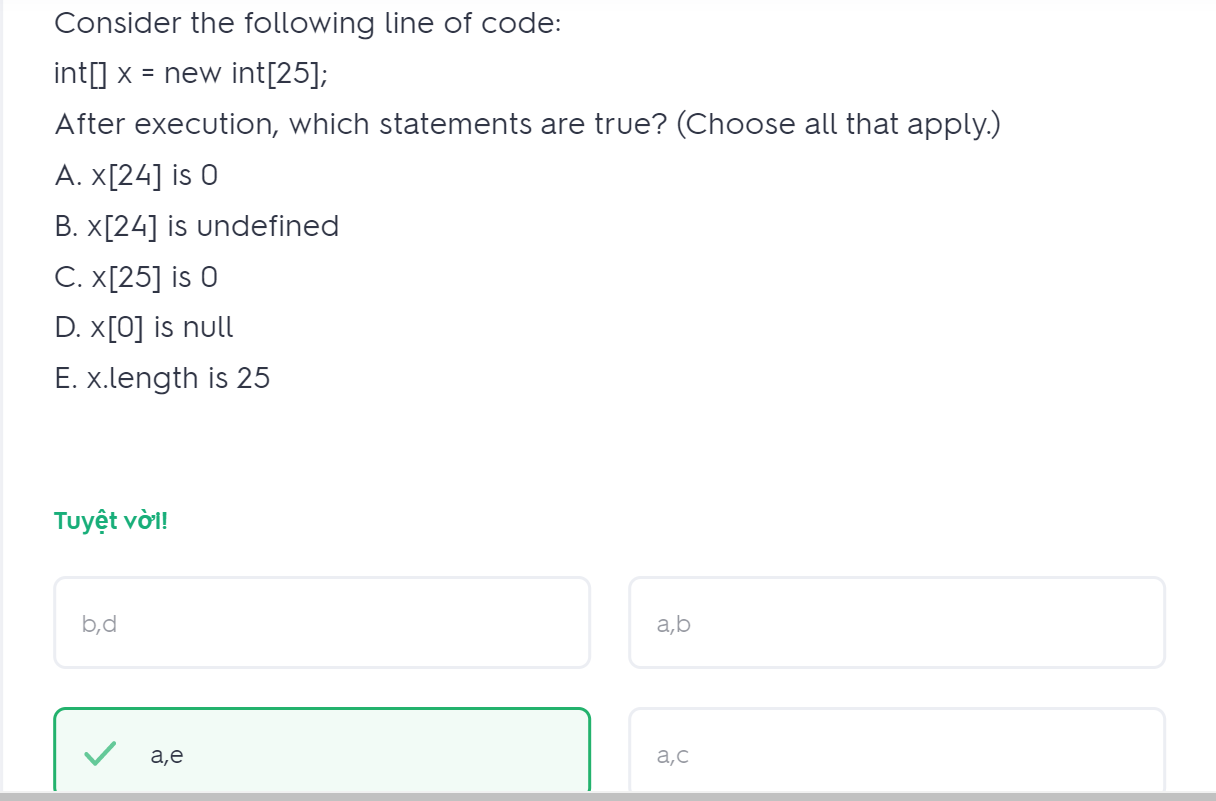 Consider the following line of code:
int[] x = new int[25];
After execution, which statements are true? (Choose all that apply.)
A. x[24] is 0
B. x[24] is undefined
C. x[25] is 0
D. x[0] is null
E. x.length is 25
Tuyệt vời!
b,d
a,b
a,e
a,c